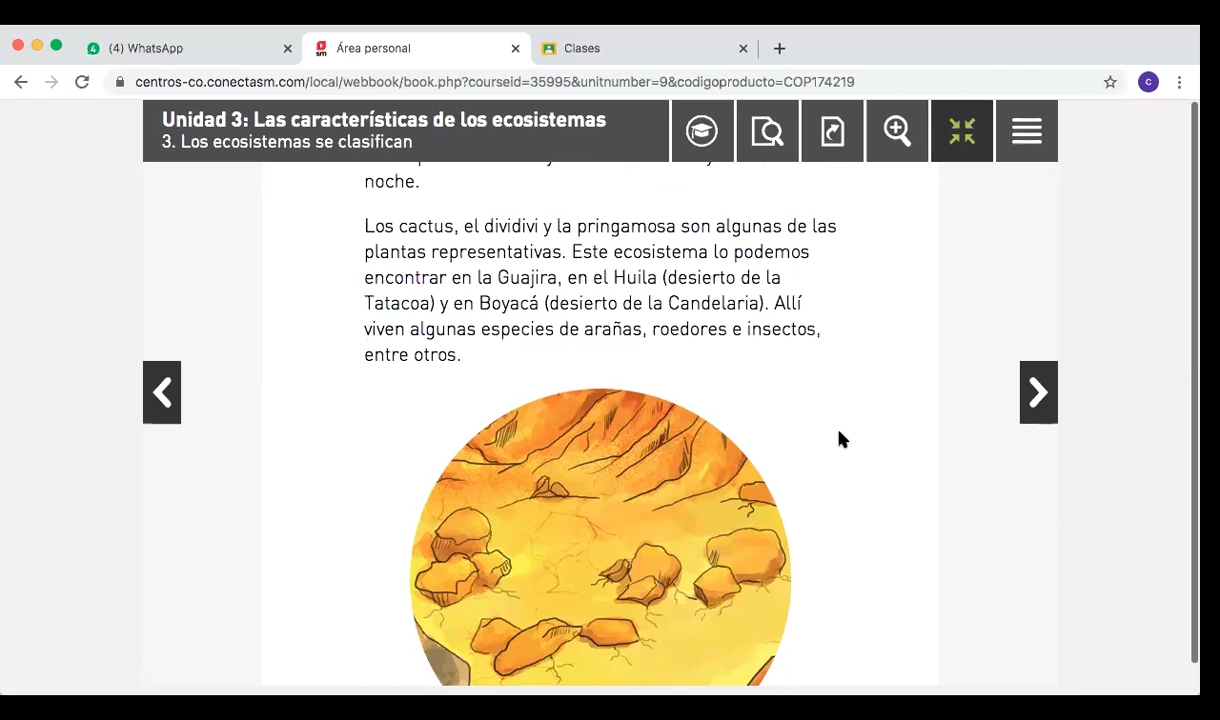 (4) WhatsApp
Área personal
Clases
centros-co.conectasm.com/local/webbook/book.php?courseid=35995&unitnumber=9&codigoproducto=COP174219
Unidad 3: Las características de los ecosistemas
3. Los ecosistemas se clasifican
noche.
Los cactus, el dividivi y la pringamosa son algunas de las
plantas representativas. Este ecosistema lo podemos
encontrar en la Guajira, en el Huila (desierto de la
Tatacoa) y en Boyacá (desierto de la Candelaria). Allí
viven algunas especies de arañas, roedores e insectos,
entre otros.